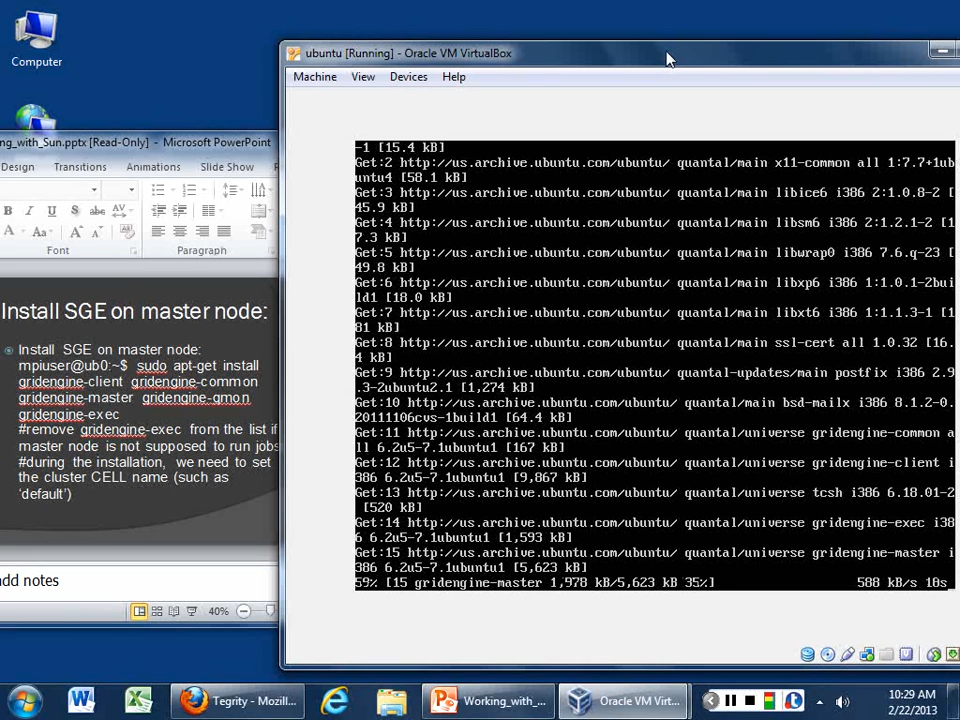 Computer
ubuntu [Running] - Oracle VM VirtualBox
Machine View Devices Help
ng_with_Sun.pptx [Read-Only] - Microsoft PowerPoint
Design Transitions Animations Slide Show
B I U S abc AV
A Aa A A
Font
Paragraph
Install SGE on master node:
Install SGE on master node:
mpiuser@ub0:~$ sudo apt-get install
gridengine-client gridengine-common
gridengine-master gridengine-qmon
gridengine-exec
#remove gridengine-exec from the list if
master node is not supposed to run jobs
#during the installation, we need to set
the cluster CELL name (such as
‘default’)
add notes
40%
-1 [15.4 kB]
Get:2 http://us.archive.ubuntu.com/ubuntu/ quantal/main x11-common all 1:7.7+1ub
untu4 [58.1 kB]
Get:3 http://us.archive.ubuntu.com/ubuntu/ quantal/main libice6 i386 2:1.0.8-2 [
45.9 kB]
Get:4 http://us.archive.ubuntu.com/ubuntu/ quantal/main libsm6 i386 2:1.2.1-2 [1
7.3 kB]
Get:5 http://us.archive.ubuntu.com/ubuntu/ quantal/main libwrap0 i386 7.6.q-23 [
49.8 kB]
Get:6 http://us.archive.ubuntu.com/ubuntu/ quantal/main libxp6 i386 1:1.0.1-2bui
ld1 [18.0 kB]
Get:7 http://us.archive.ubuntu.com/ubuntu/ quantal/main libxt6 i386 1:1.1.3-1 [1
81 kB]
Get:8 http://us.archive.ubuntu.com/ubuntu/ quantal/main ssl-cert all 1.0.32 [16.
4 kB]
Get:9 http://us.archive.ubuntu.com/ubuntu/ quantal-updates/main postfix i386 2.9
.3-2ubuntu2.1 [1,274 kB]
Get:10 http://us.archive.ubuntu.com/ubuntu/ quantal/main bsd-mailx i386 8.1.2-0.
20111106cvs-1build1 [64.4 kB]
Get:11 http://us.archive.ubuntu.com/ubuntu/ quantal/universe gridengine-common a
ll 6.2u5-7.1ubuntu1 [167 kB]
Get:12 http://us.archive.ubuntu.com/ubuntu/ quantal/universe gridengine-client i
386 6.2u5-7.1ubuntu1 [9,867 kB]
Get:13 http://us.archive.ubuntu.com/ubuntu/ quantal/universe tcsh i386 6.18.01-2
[520 kB]
Get:14 http://us.archive.ubuntu.com/ubuntu/ quantal/universe gridengine-exec i38
6 6.2u5-7.1ubuntu1 [1,593 kB]
Get:15 http://us.archive.ubuntu.com/ubuntu/ quantal/universe gridengine-master i
386 6.2u5-7.1ubuntu1 [5,623 kB]
59% [15 gridengine-master 1,978 kB/5,623 kB 35%] 588 kB/s 18s
Tegrity - Mozill... Working_with_... Oracle VM Virt...
10:29 AM
2/22/2013